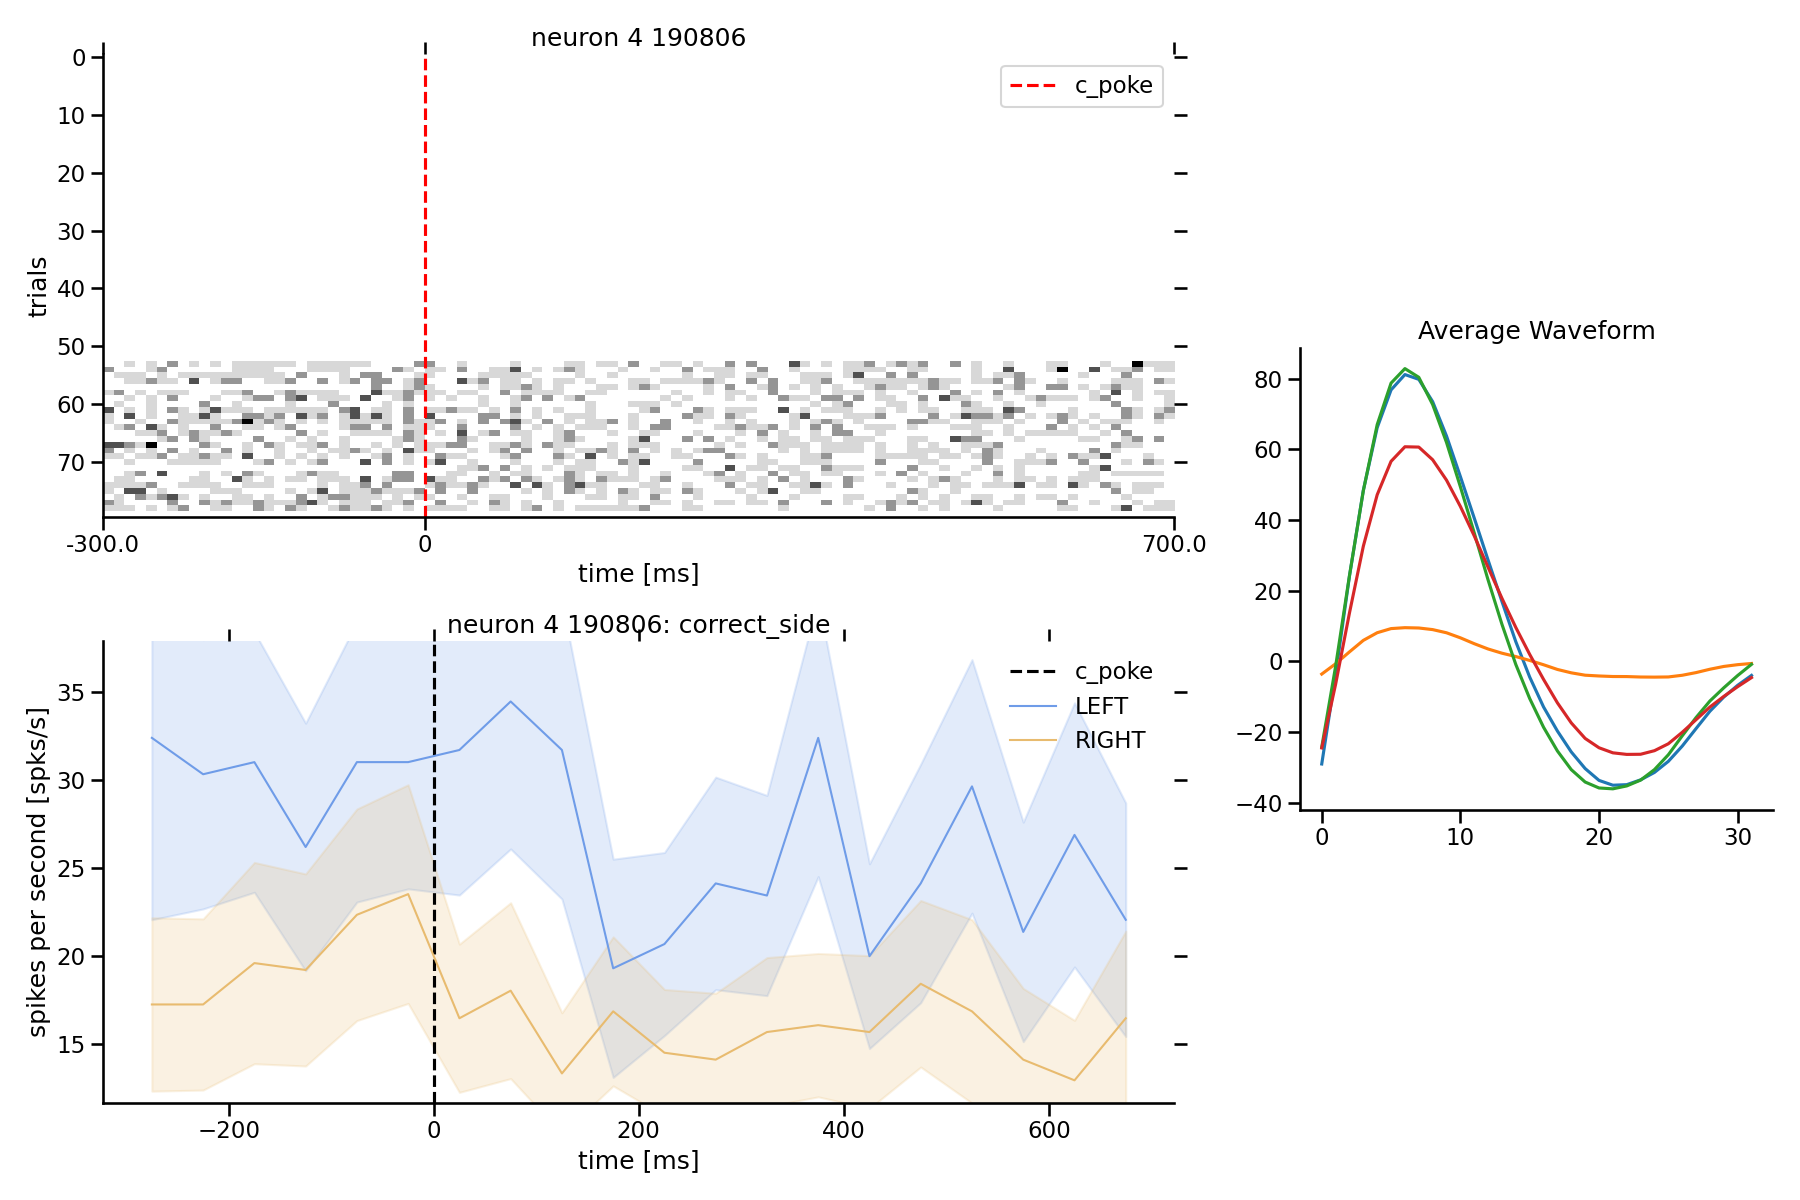 neuron 4 190806
c_poke
0
10
20
30
40
50
60
70
trials
-300.0 0 700.0
time [ms]
neuron 4 190806: correct_side
c_poke
LEFT
RIGHT
35
30
25
20
15
spikes per second [spks/s]
−200 0 200 400 600
time [ms]
Average Waveform
80
60
40
20
0
−20
−40
0 10 20 30